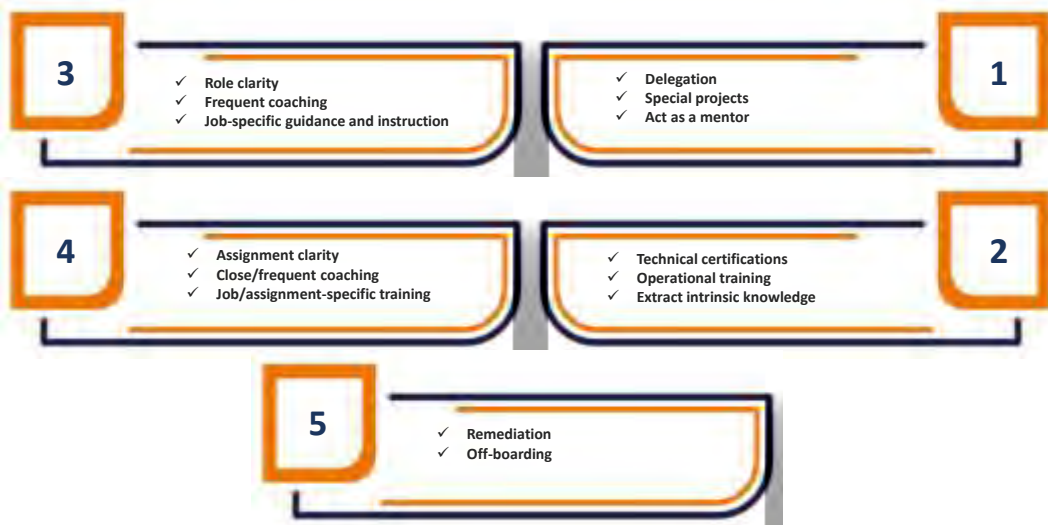 3
✓ Role clarity
✓ Frequent coaching
✓ Job-specific guidance and instruction
1
✓ Delegation
✓ Special projects
✓ Act as a mentor
4
✓ Assignment clarity
✓ Close/frequent coaching
✓ Job/assignment-specific training
2
✓ Technical certifications
✓ Operational training
✓ Extract intrinsic knowledge
5
✓ Remediation
✓ Off-boarding